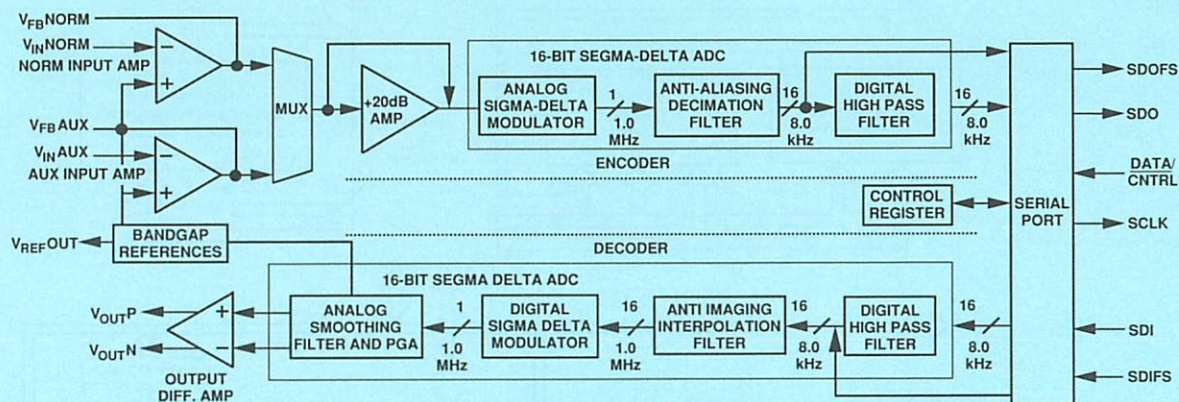 VFBNORM
VINNORM
NORM INPUT AMP
VFBAUX
VINAUX
AUX INPUT AMP
MUX
+20dB
AMP
16-BIT SEGMA-DELTA ADC
ANALOG
SIGMA-DELTA
MODULATOR
1
1.0
MHz
ANTI-ALIASING
DECIMATION
FILTER
16
8.0
kHz
DIGITAL
HIGH PASS
FILTER
16
8.0
kHz
ENCODER
CONTROL
REGISTER
SERIAL
PORT
SDOFS
SDO
DATA/
CNTRL
SCLK
SDI
SDIFS
VREFOUT
BANDGAP
REFERENCES
DECODER
16-BIT SEGMA DELTA ADC
VOUTP
VOUTN
+
−
OUTPUT
DIFF. AMP
ANALOG
SMOOTHING
FILTER AND PGA
1
1.0
MHz
DIGITAL
SIGMA DELTA
MODULATOR
16
1.0
MHz
ANTI IMAGING
INTERPOLATION
FILTER
16
8.0
kHz
DIGITAL
HIGH PASS
FILTER
16
8.0
kHz